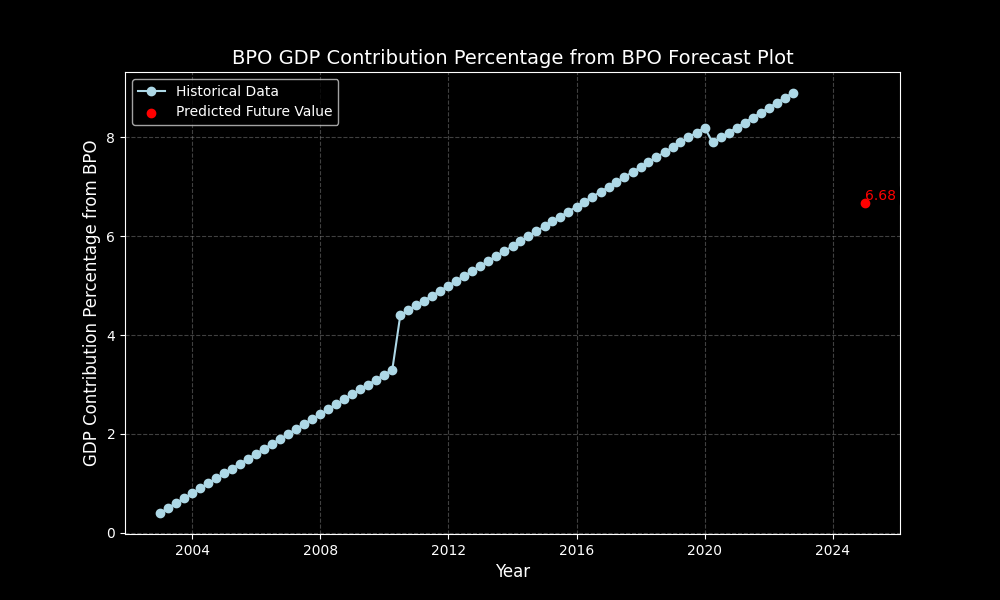 BPO GDP Contribution Percentage from BPO Forecast Plot
Historical Data
Predicted Future Value
GDP Contribution Percentage from BPO
8
6
4
2
0
6.68
2004
2008
2012
2016
2020
2024
Year